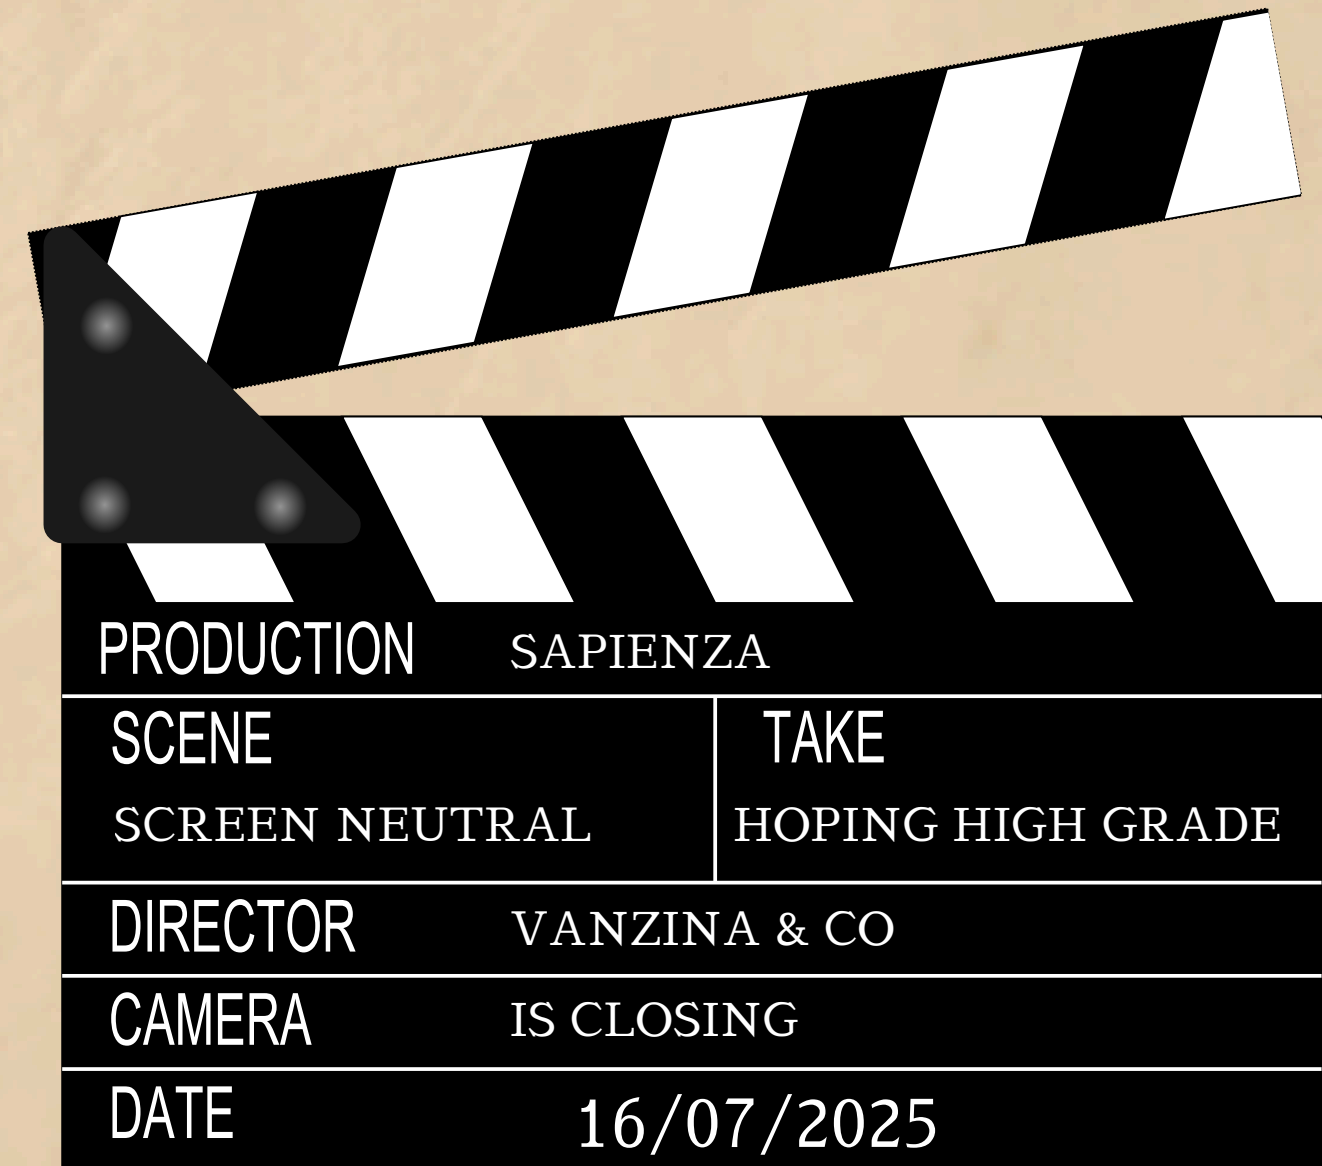 PRODUCTION SAPIENZA
SCENE TAKE
SCREEN NEUTRAL HOPING HIGH GRADE
DIRECTOR VANZINA & CO
CAMERA IS CLOSING
DATE 16/07/2025